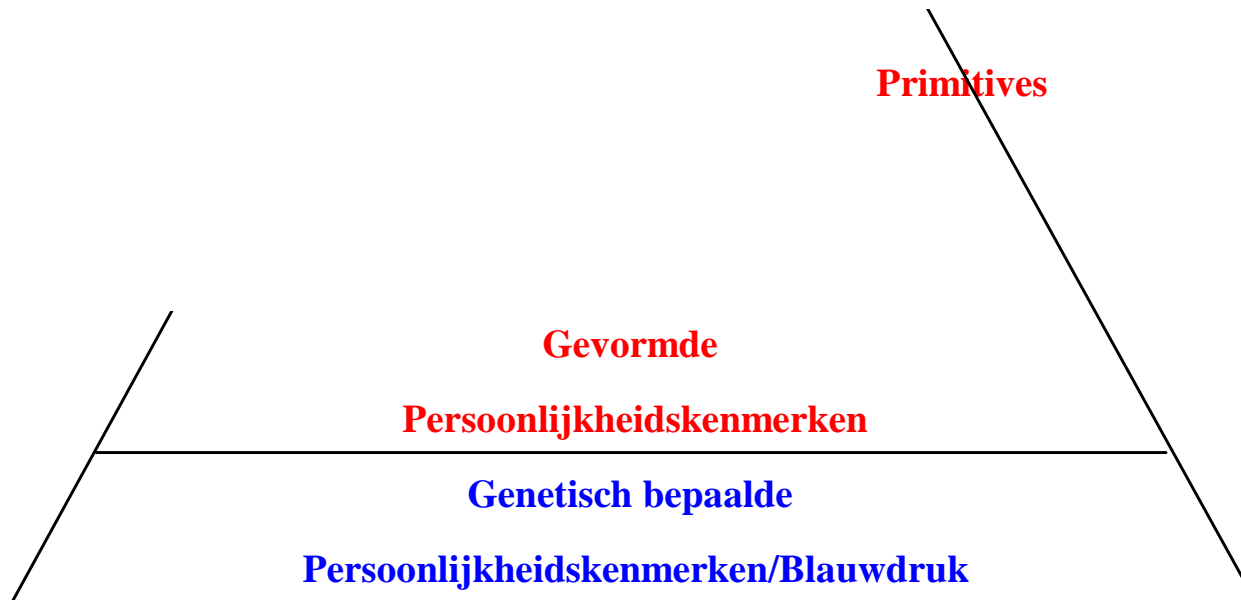 Primitives
Gevormde
Persoonlijkheidskenmerken
Genetisch bepaalde
Persoonlijkheidskenmerken/Blauwdruk